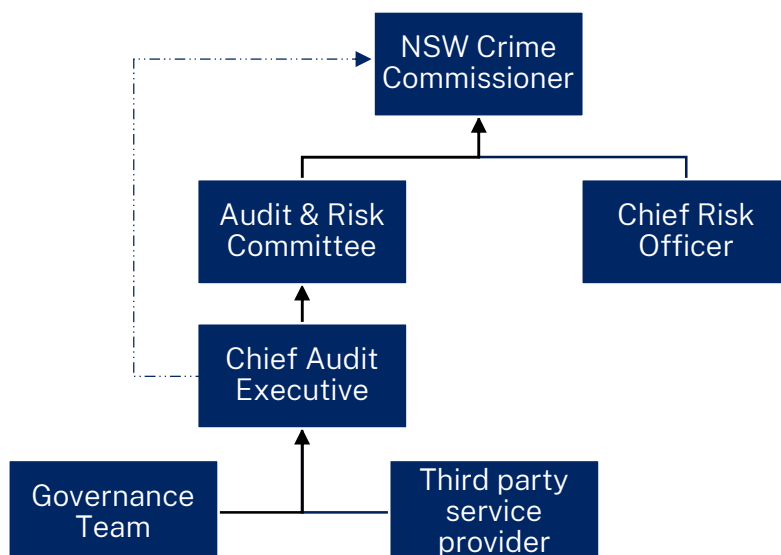 NSW Crime
Commissioner
Audit & Risk
Committee
Chief Risk
Officer
Chief Audit
Executive
Governance
Team
Third party
service
provider